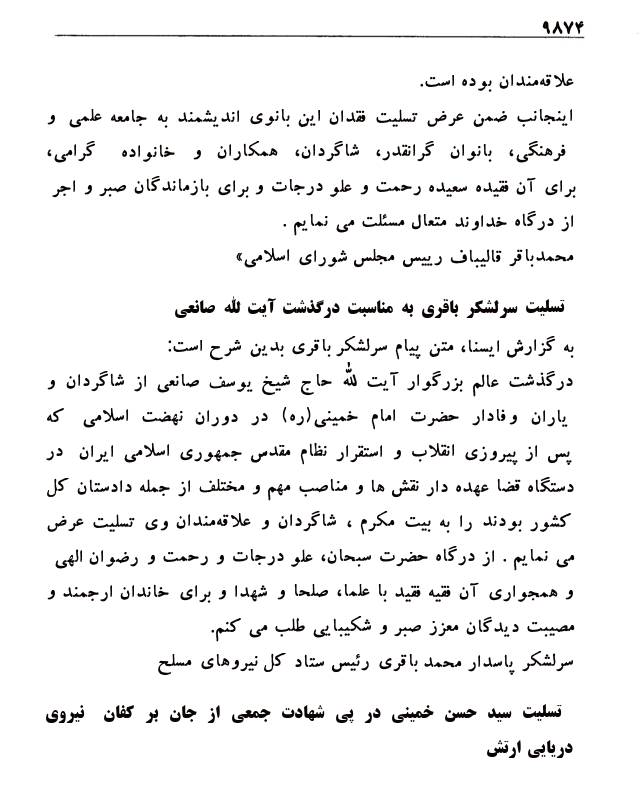 ۹۸۷۴
علاقه‌مندان بوده است.
اینجانب ضمن عرض تسلیت فقدان این بانوی اندیشمند به جامعه علمی و
فرهنگی، بانوان گرانقدر، شاگردان، همکاران و خانواده گرامی،
برای آن فقیده سعیده رحمت و علو درجات و برای بازماندگان صبر و اجر
از درگاه خداوند متعال مسئلت می نمایم .
محمدباقر قالیباف رییس مجلس شورای اسلامی»
تسلیت سرلشکر باقری به مناسبت درگذشت آیت لله صانعی
به گزارش ایسنا، متن پیام سرلشکر باقری بدین شرح است:
درگذشت عالم بزرگوار آیت لله حاج شیخ یوسف صانعی از شاگردان و
یاران وفادار حضرت امام خمینی(ره) در دوران نهضت اسلامی که
پس از پیروزی انقلاب و استقرار نظام مقدس جمهوری اسلامی ایران در
دستگاه قضا عهده دار نقش ها و مناصب مهم و مختلف از جمله دادستان کل
کشور بودند را به بیت مکرم ، شاگردان و علاقه‌مندان وی تسلیت عرض
می نمایم . از درگاه حضرت سبحان، علو درجات و رحمت و رضوان الهی
و همجواری آن فقیه فقید با علما، صلحا و شهدا و برای خاندان ارجمند و
مصیبت دیدگان معزز صبر و شکیبایی طلب می کنم.
سرلشکر پاسدار محمد باقری رئیس ستاد کل نیروهای مسلح
تسلیت سید حسن خمینی در پی شهادت جمعی از جان بر کفان نیروی
دریایی ارتش